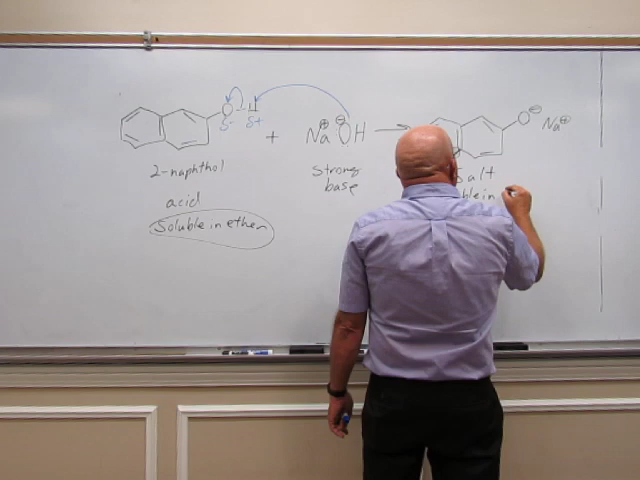 O - H
δ- δ+
+
Na⊕ ⊖OH
O⊖ Na⊕
2-naphthol
Strong
base
salt
acid
Soluble in ether